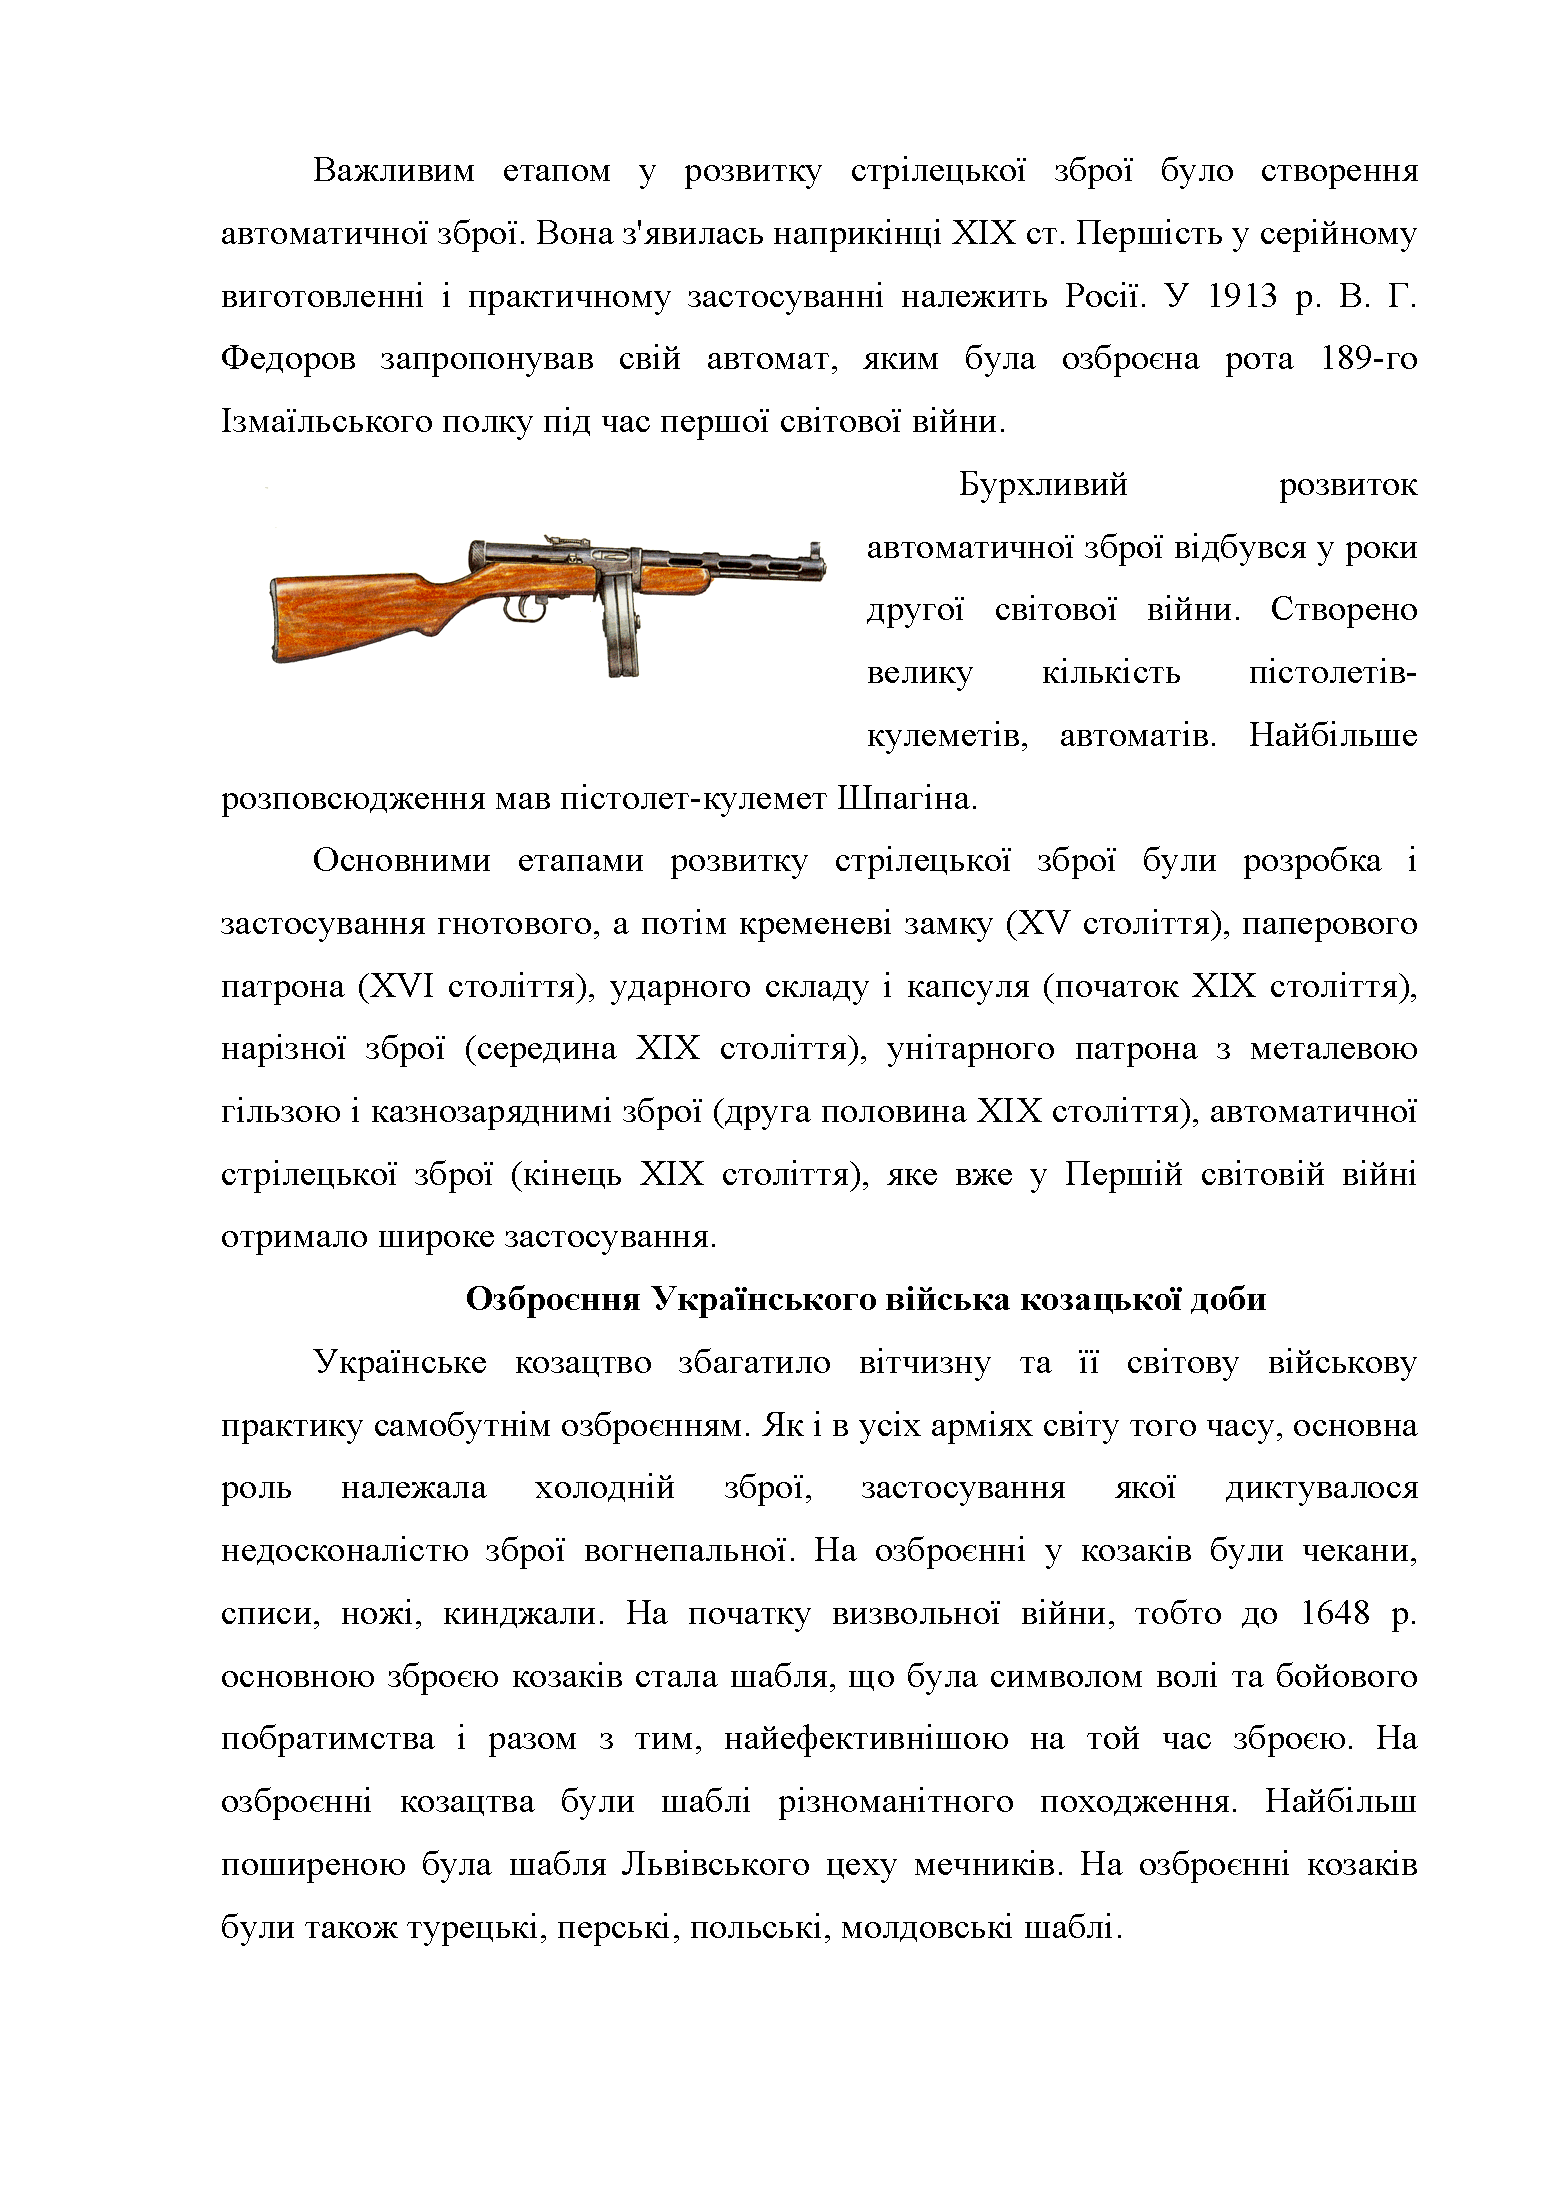 Важливим етапом у розвитку стрілецької зброї було створення
автоматичної зброї. Вона з'явилась наприкінці XIX ст. Першість у серійному
виготовленні і практичному застосуванні належить Росії. У 1913 р. В. Г.
Федоров запропонував свій автомат, яким була озброєна рота 189-го
Ізмаїльського полку під час першої світової війни.
Бурхливий розвиток
автоматичної зброї відбувся у роки
другої світової війни. Створено
велику кількість пістолетів-
кулеметів, автоматів. Найбільше
розповсюдження мав пістолет-кулемет Шпагіна.
Основними етапами розвитку стрілецької зброї були розробка і
застосування гнотового, а потім кременеві замку (XV століття), паперового
патрона (XVI століття), ударного складу і капсуля (початок XIX століття),
нарізної зброї (середина XIX століття), унітарного патрона з металевою
гільзою і казнозаряднимі зброї (друга половина XIX століття), автоматичної
стрілецької зброї (кінець XIX століття), яке вже у Першій світовій війні
отримало широке застосування.
Озброєння Українського війська козацької доби
Українське козацтво збагатило вітчизну та її світову військову
практику самобутнім озброєнням. Як і в усіх арміях світу того часу, основна
роль належала холодній зброї, застосування якої диктувалося
недосконалістю зброї вогнепальної. На озброєнні у козаків були чекани,
списи, ножі, кинджали. На початку визвольної війни, тобто до 1648 р.
основною зброєю козаків стала шабля, що була символом волі та бойового
побратимства і разом з тим, найефективнішою на той час зброєю. На
озброєнні козацтва були шаблі різноманітного походження. Найбільш
поширеною була шабля Львівського цеху мечників. На озброєнні козаків
були також турецькі, перські, польські, молдовські шаблі.